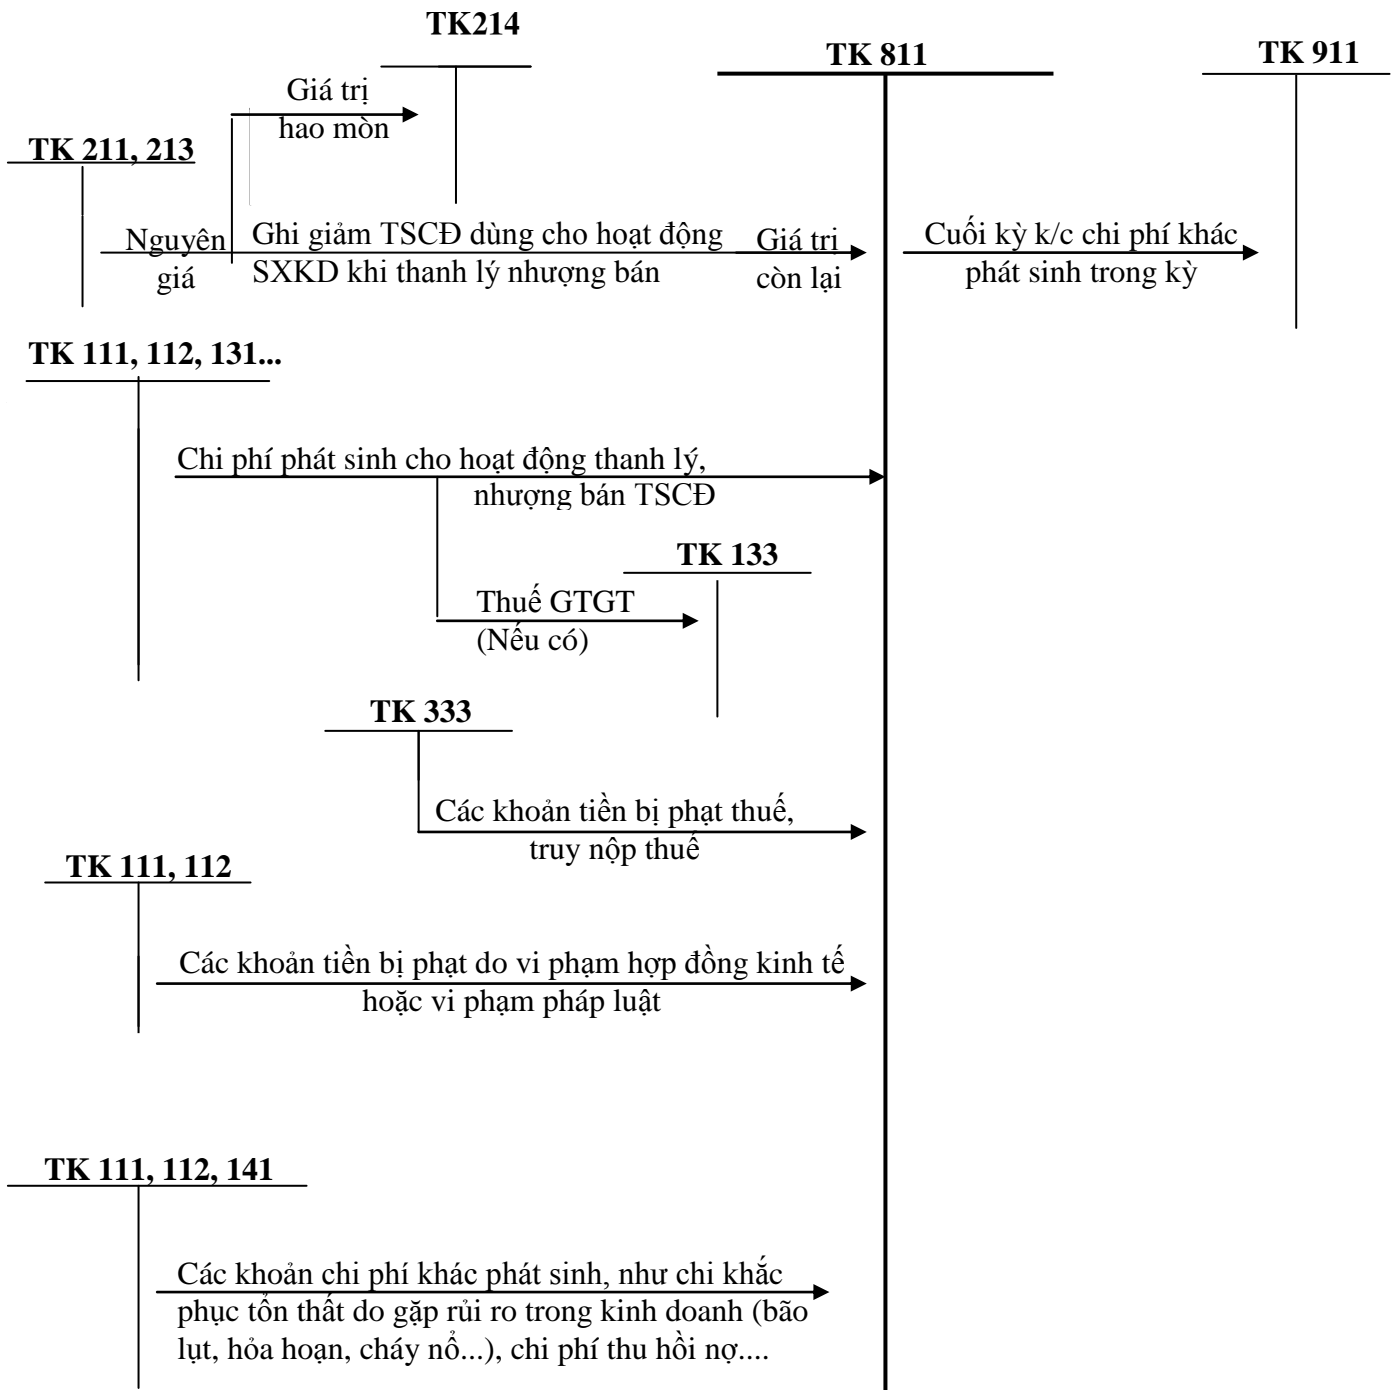 TK214
TK 811
TK 911
Giá trị
hao mòn
TK 211, 213
Nguyên
giá
Ghi giảm TSCĐ dùng cho hoạt động
SXKD khi thanh lý nhượng bán
Giá trị
còn lại
Cuối kỳ k/c chi phí khác
phát sinh trong kỳ
TK 111, 112, 131...
Chi phí phát sinh cho hoạt động thanh lý,
nhượng bán TSCĐ
TK 133
Thuế GTGT
(Nếu có)
TK 333
Các khoản tiền bị phạt thuế,
truy nộp thuế
TK 111, 112
Các khoản tiền bị phạt do vi phạm hợp đồng kinh tế
hoặc vi phạm pháp luật
TK 111, 112, 141
Các khoản chi phí khác phát sinh, như chi khắc
phục tổn thất do gặp rủi ro trong kinh doanh (bão
lụt, hỏa hoạn, cháy nổ...), chi phí thu hồi nợ....